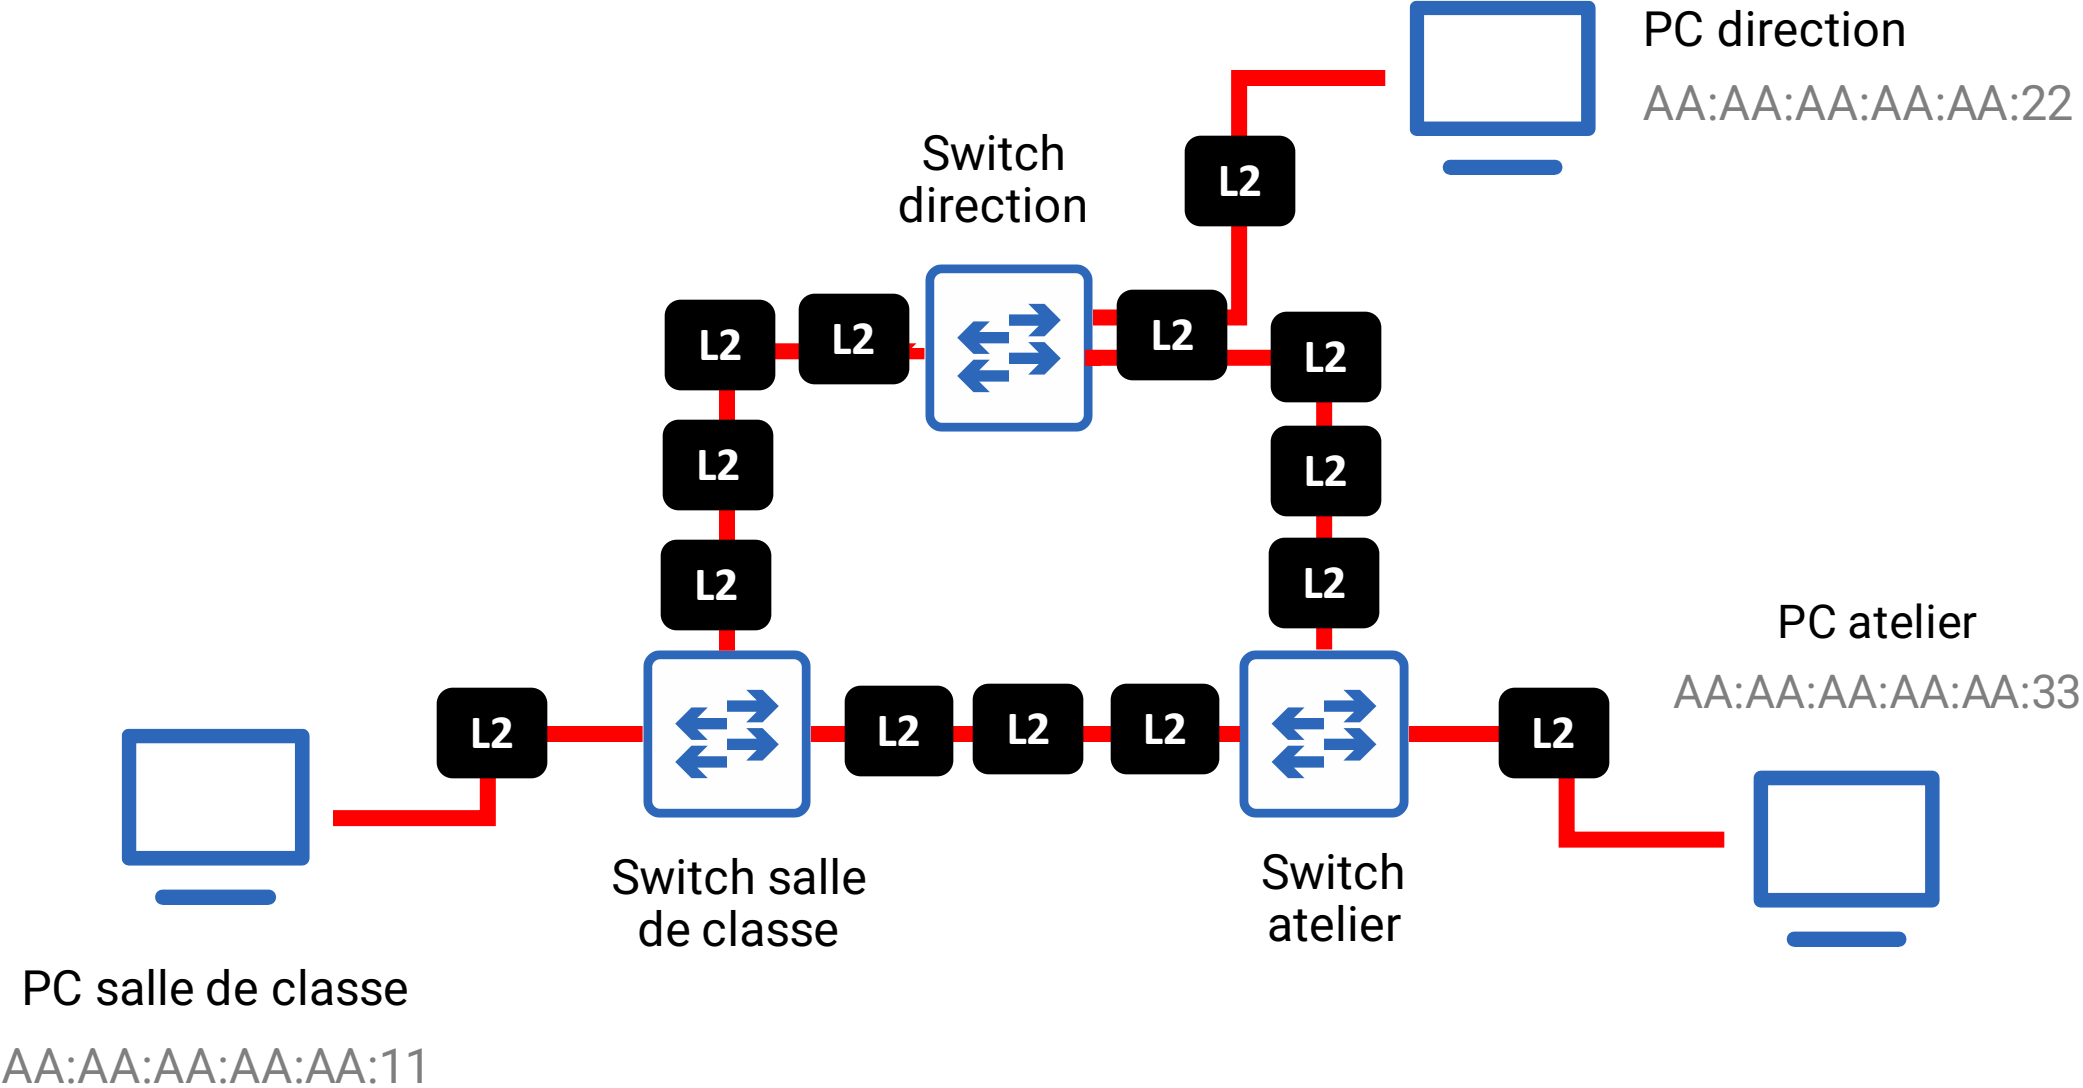 PC direction
AA:AA:AA:AA:AA:22
Switch
direction
L2
L2
L2
L2
L2
L2
L2
L2
L2
PC atelier
AA:AA:AA:AA:AA:33
L2
L2
L2
L2
L2
L2
Switch salle
de classe
Switch
atelier
PC salle de classe
AA:AA:AA:AA:AA:11